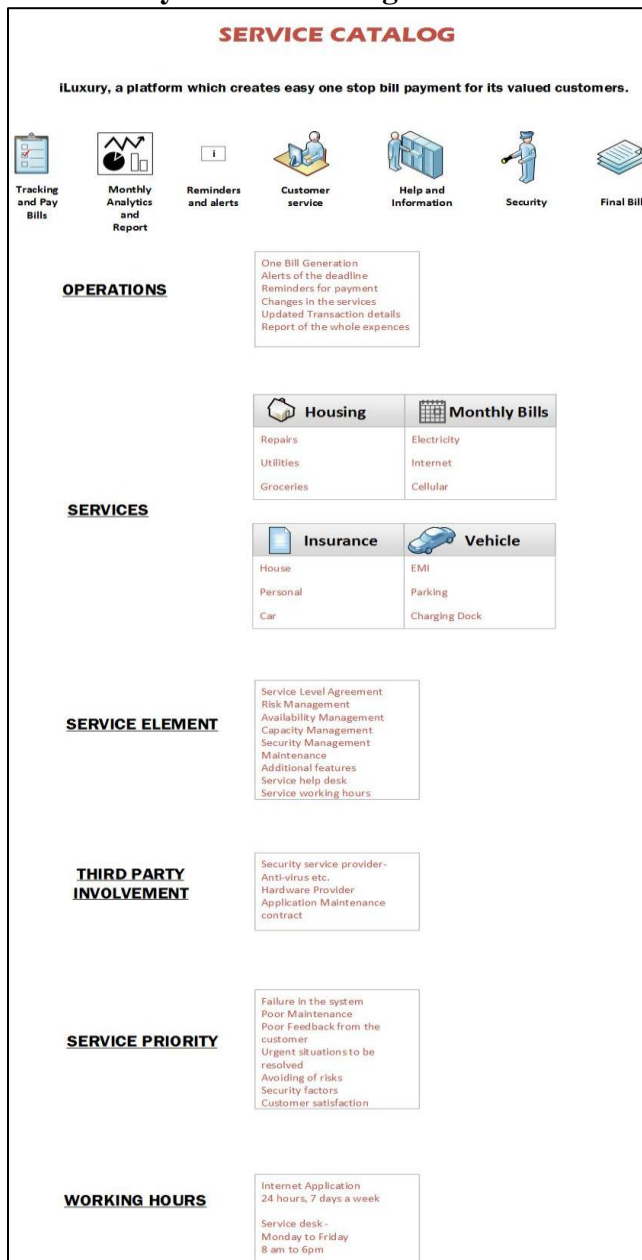 SERVICE CATALOG
iLuxury, a platform which creates easy one stop bill payment for its valued customers.
i
Tracking
and Pay
Bills
Monthly
Analytics
and
Report
Reminders
and alerts
Customer
service
Help and
Information
Security
Final Bill
OPERATIONS
One Bill Generation
Alerts of the deadline
Reminders for payment
Changes in the services
Updated Transaction details
Report of the whole expences
SERVICES
Housing
Repairs
Utilities
Groceries
Monthly Bills
Electricity
Internet
Cellular
Insurance
House
Personal
Car
Vehicle
EMI
Parking
Charging Dock
SERVICE ELEMENT
Service Level Agreement
Risk Management
Availability Management
Capacity Management
Security Management
Maintenance
Additional features
Service help desk
Service working hours
THIRD PARTY
INVOLVEMENT
Security service provider-
Anti-virus etc.
Hardware Provider
Application Maintenance
contract
SERVICE PRIORITY
Failure in the system
Poor Maintenance
Poor Feedback from the
customer
Urgent situations to be
resolved
Avoiding of risks
Security factors
Customer satisfaction
WORKING HOURS
Internet Application
24 hours, 7 days a week
Service desk -
Monday to Friday
8 am to 6pm